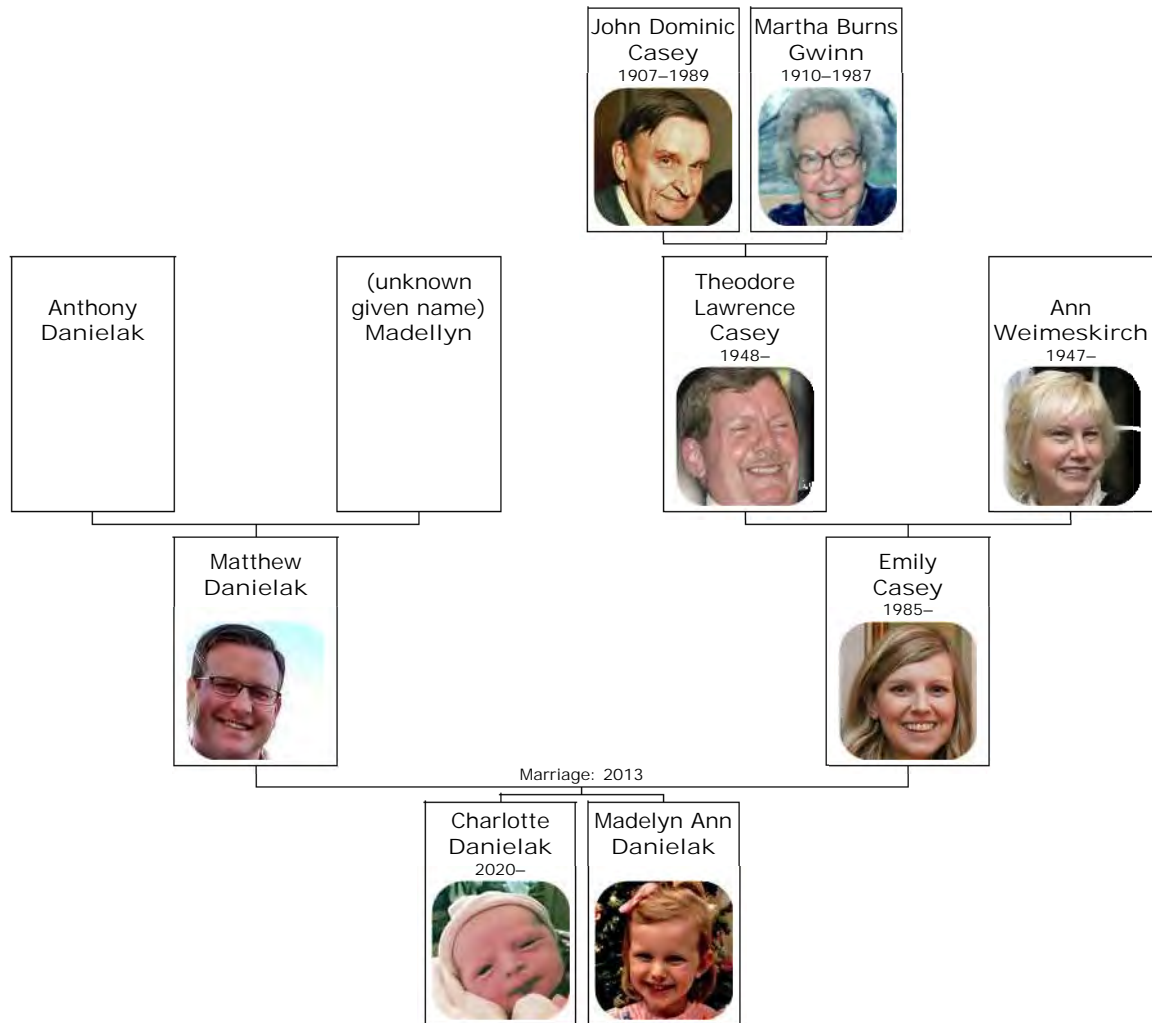 John Dominic
Casey
1907–1989
Martha Burns
Gwinn
1910–1987
Anthony
Danielak
(unknown
given name)
Madellyn
Theodore
Lawrence
Casey
1948–
Ann
Weimeskirch
1947–
Matthew
Danielak
Emily
Casey
1985–
Marriage: 2013
Charlotte
Danielak
2020–
Madelyn Ann
Danielak